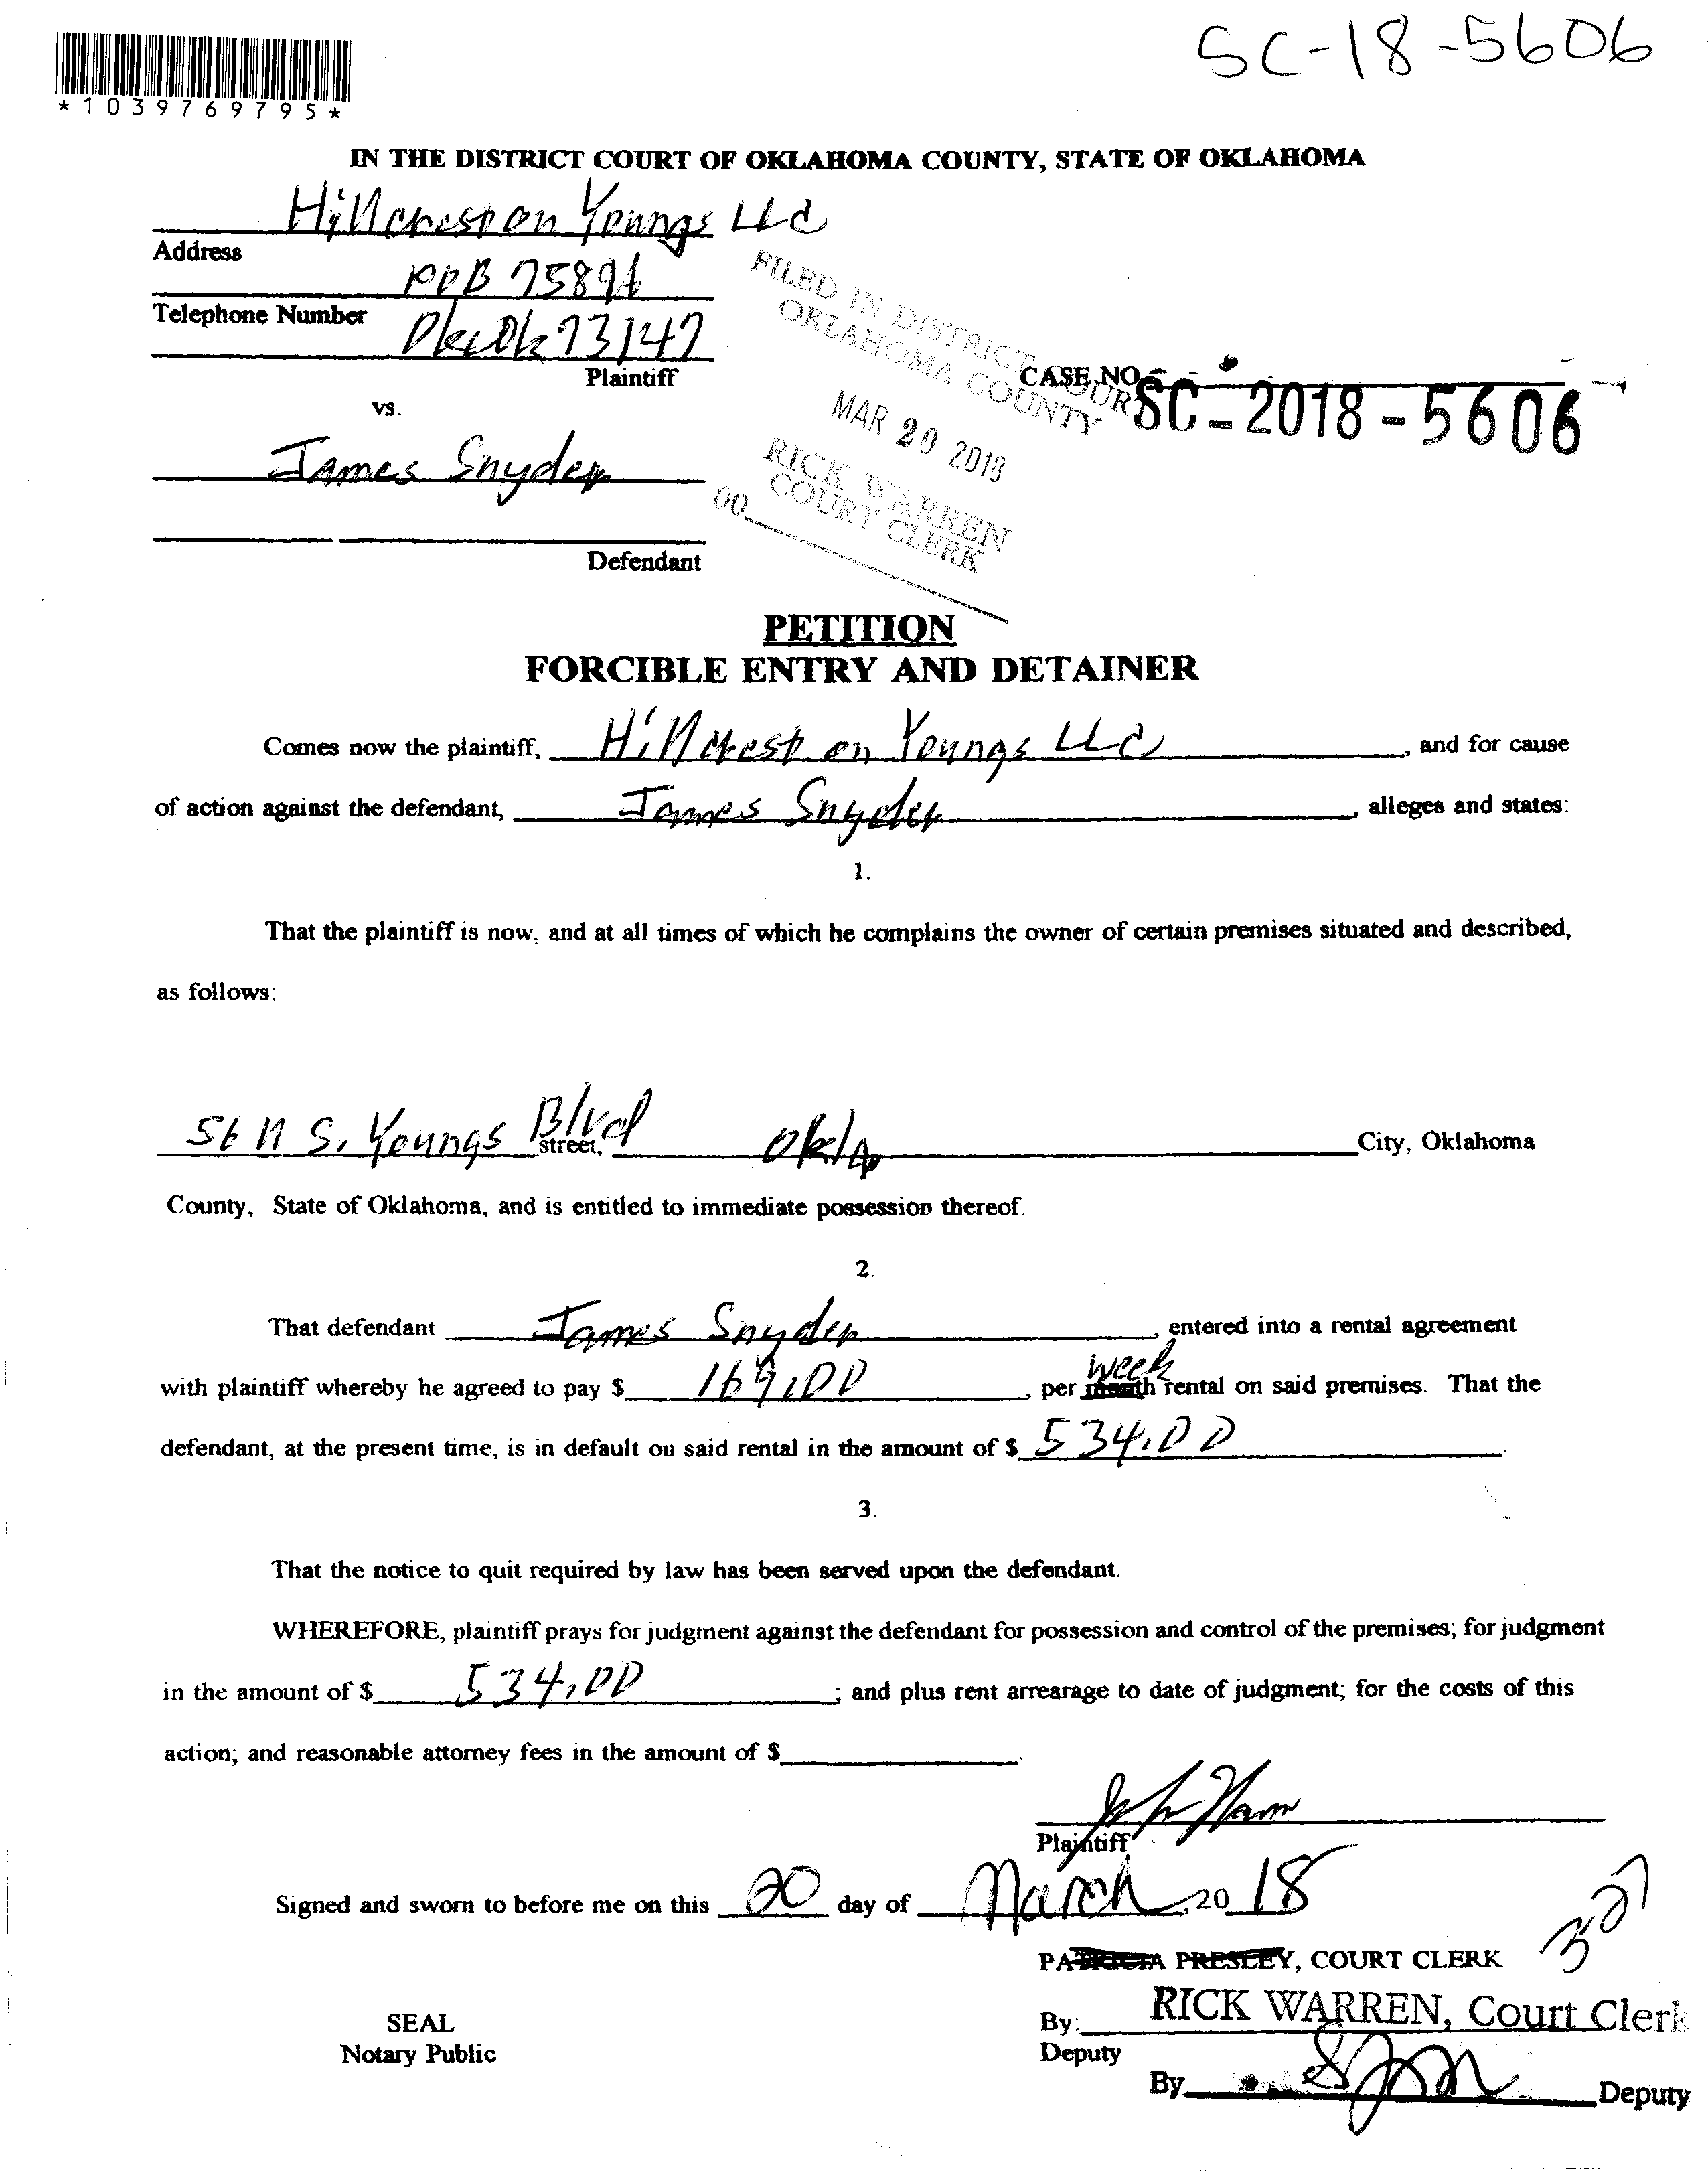 SC-18-5606
*1039769795*
IN THE DISTRICT COURT OF OKLAHOMA COUNTY, STATE OF OKLAHOMA
Hillcrest on Youngs LLC
Address
POB 75894
Telephone Number
OkcOk 73147
Plaintiff
vs.
FILED IN DISTRICT COURT
OKLAHOMA COUNTY
MAR 20 2018
RICK WARREN
COURT CLERK
CASE NO.
SC-2018-5606
James Snyder
Defendant
PETITION
FORCIBLE ENTRY AND DETAINER
Comes now the plaintiff, Hillcrest on Youngs LLC, and for cause
of action against the defendant, James Snyder, alleges and states:
1.
That the plaintiff is now, and at all times of which he complains the owner of certain premises situated and described,
as follows:
S. Youngs Blvd street, Okla City, Oklahoma
County, State of Oklahoma, and is entitled to immediate possession thereof.
2.
That defendant James Snyder, entered into a rental agreement
with plaintiff whereby he agreed to pay $ 169.00, per week rental on said premises. That the
defendant, at the present time, is in default on said rental in the amount of $ 534.00.
3.
That the notice to quit required by law has been served upon the defendant.
WHEREFORE, plaintiff prays for judgment against the defendant for possession and control of the premises; for judgment
in the amount of $ 534.00; and plus rent arrearage to date of judgment; for the costs of this
action; and reasonable attorney fees in the amount of $
Plaintiff
Signed and sworn to before me on this 20 day of March, 20 18
PATRICIA PRESLEY, COURT CLERK
SEAL
Notary Public
By: RICK WARREN, Court Clerk
Deputy
By Deputy